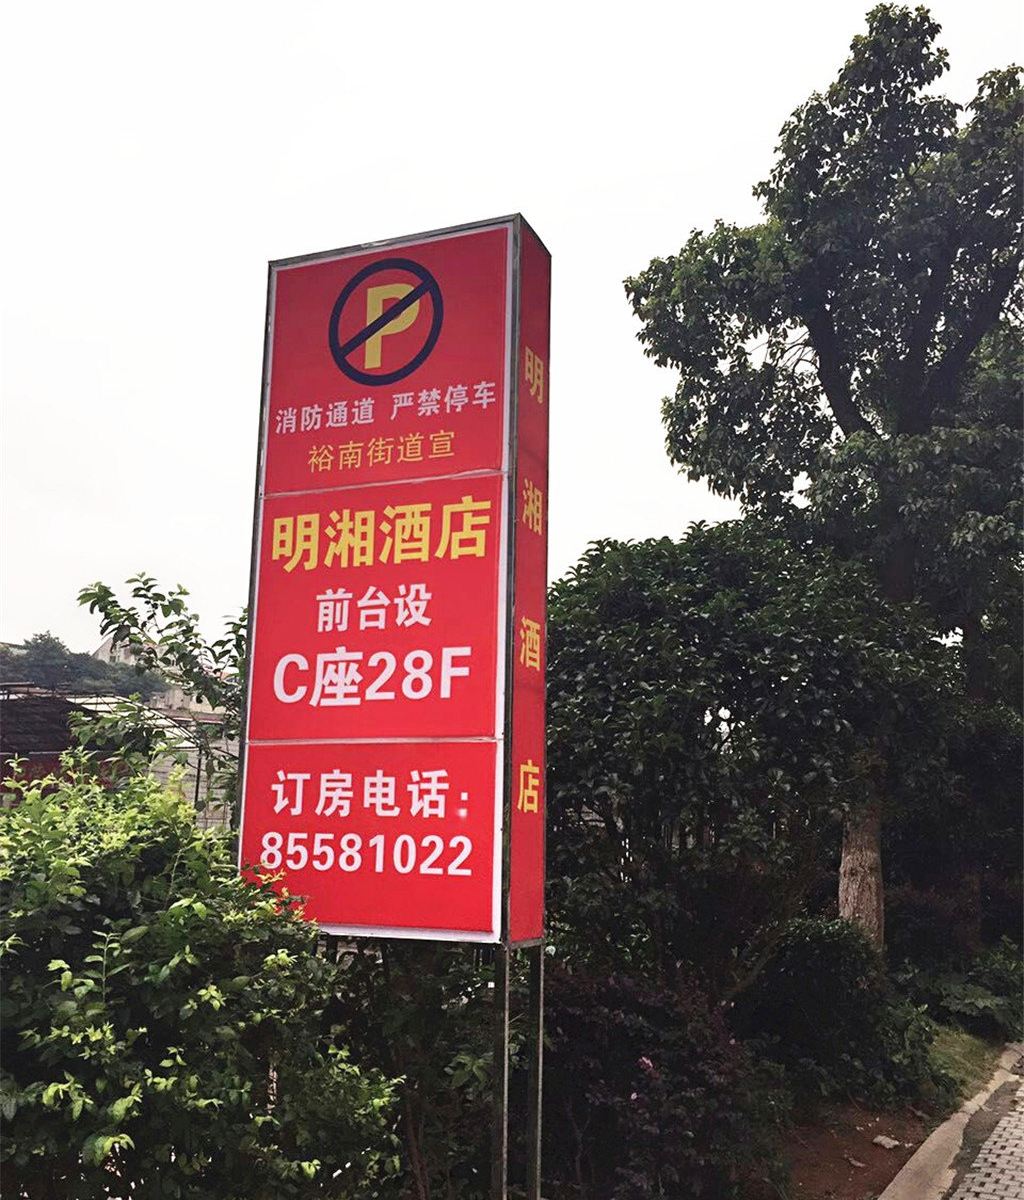 P
消防通道 严禁停车
裕南街道宣
明湘酒店
前台设
C座28F
订房电话:
85581022
明湘酒店